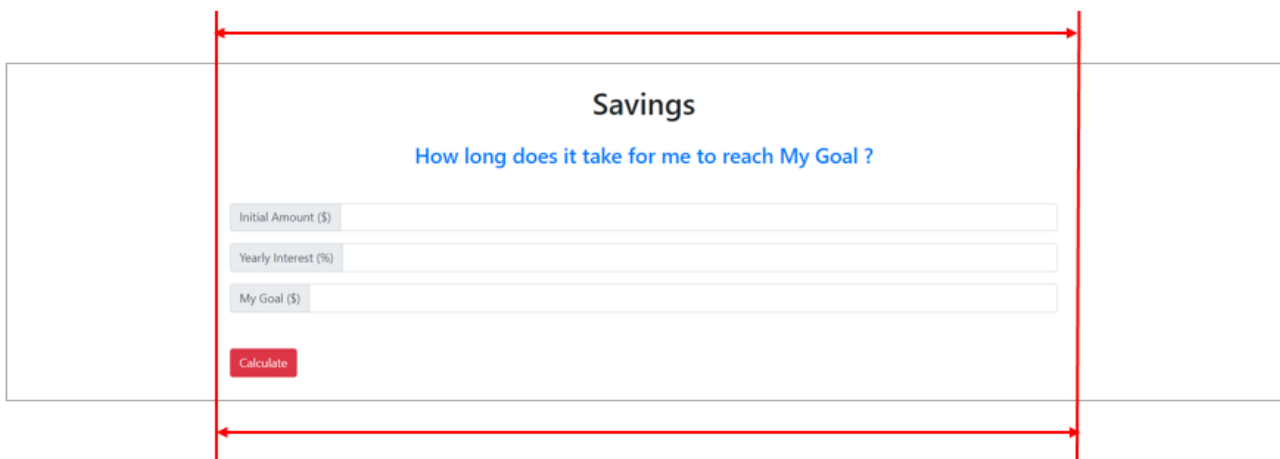 Savings
How long does it take for me to reach My Goal ?
Initial Amount ($)
Yearly Interest (%)
My Goal ($)
Calculate